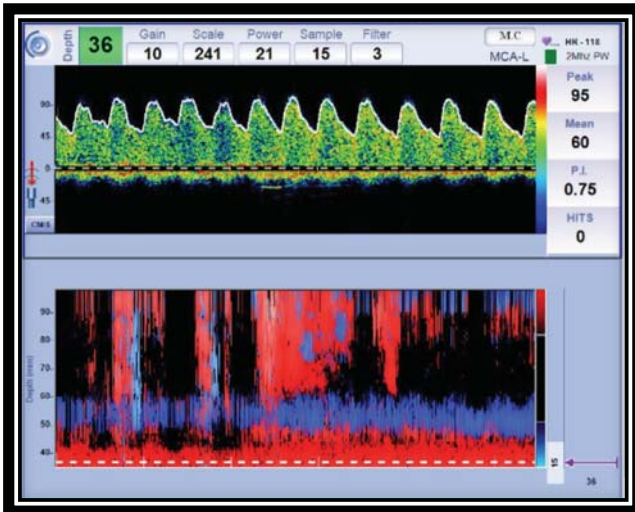 Depth
36
Gain Scale Power Sample Filter
10 241 21 15 3
M.C
MCA-L
HR - 118
2Mhz PW
Peak
95
Mean
60
P.I.
0.75
HITS
0
90
45
0
45
CM/S
Depth (mm)
90
80
70
60
50
40
15
36